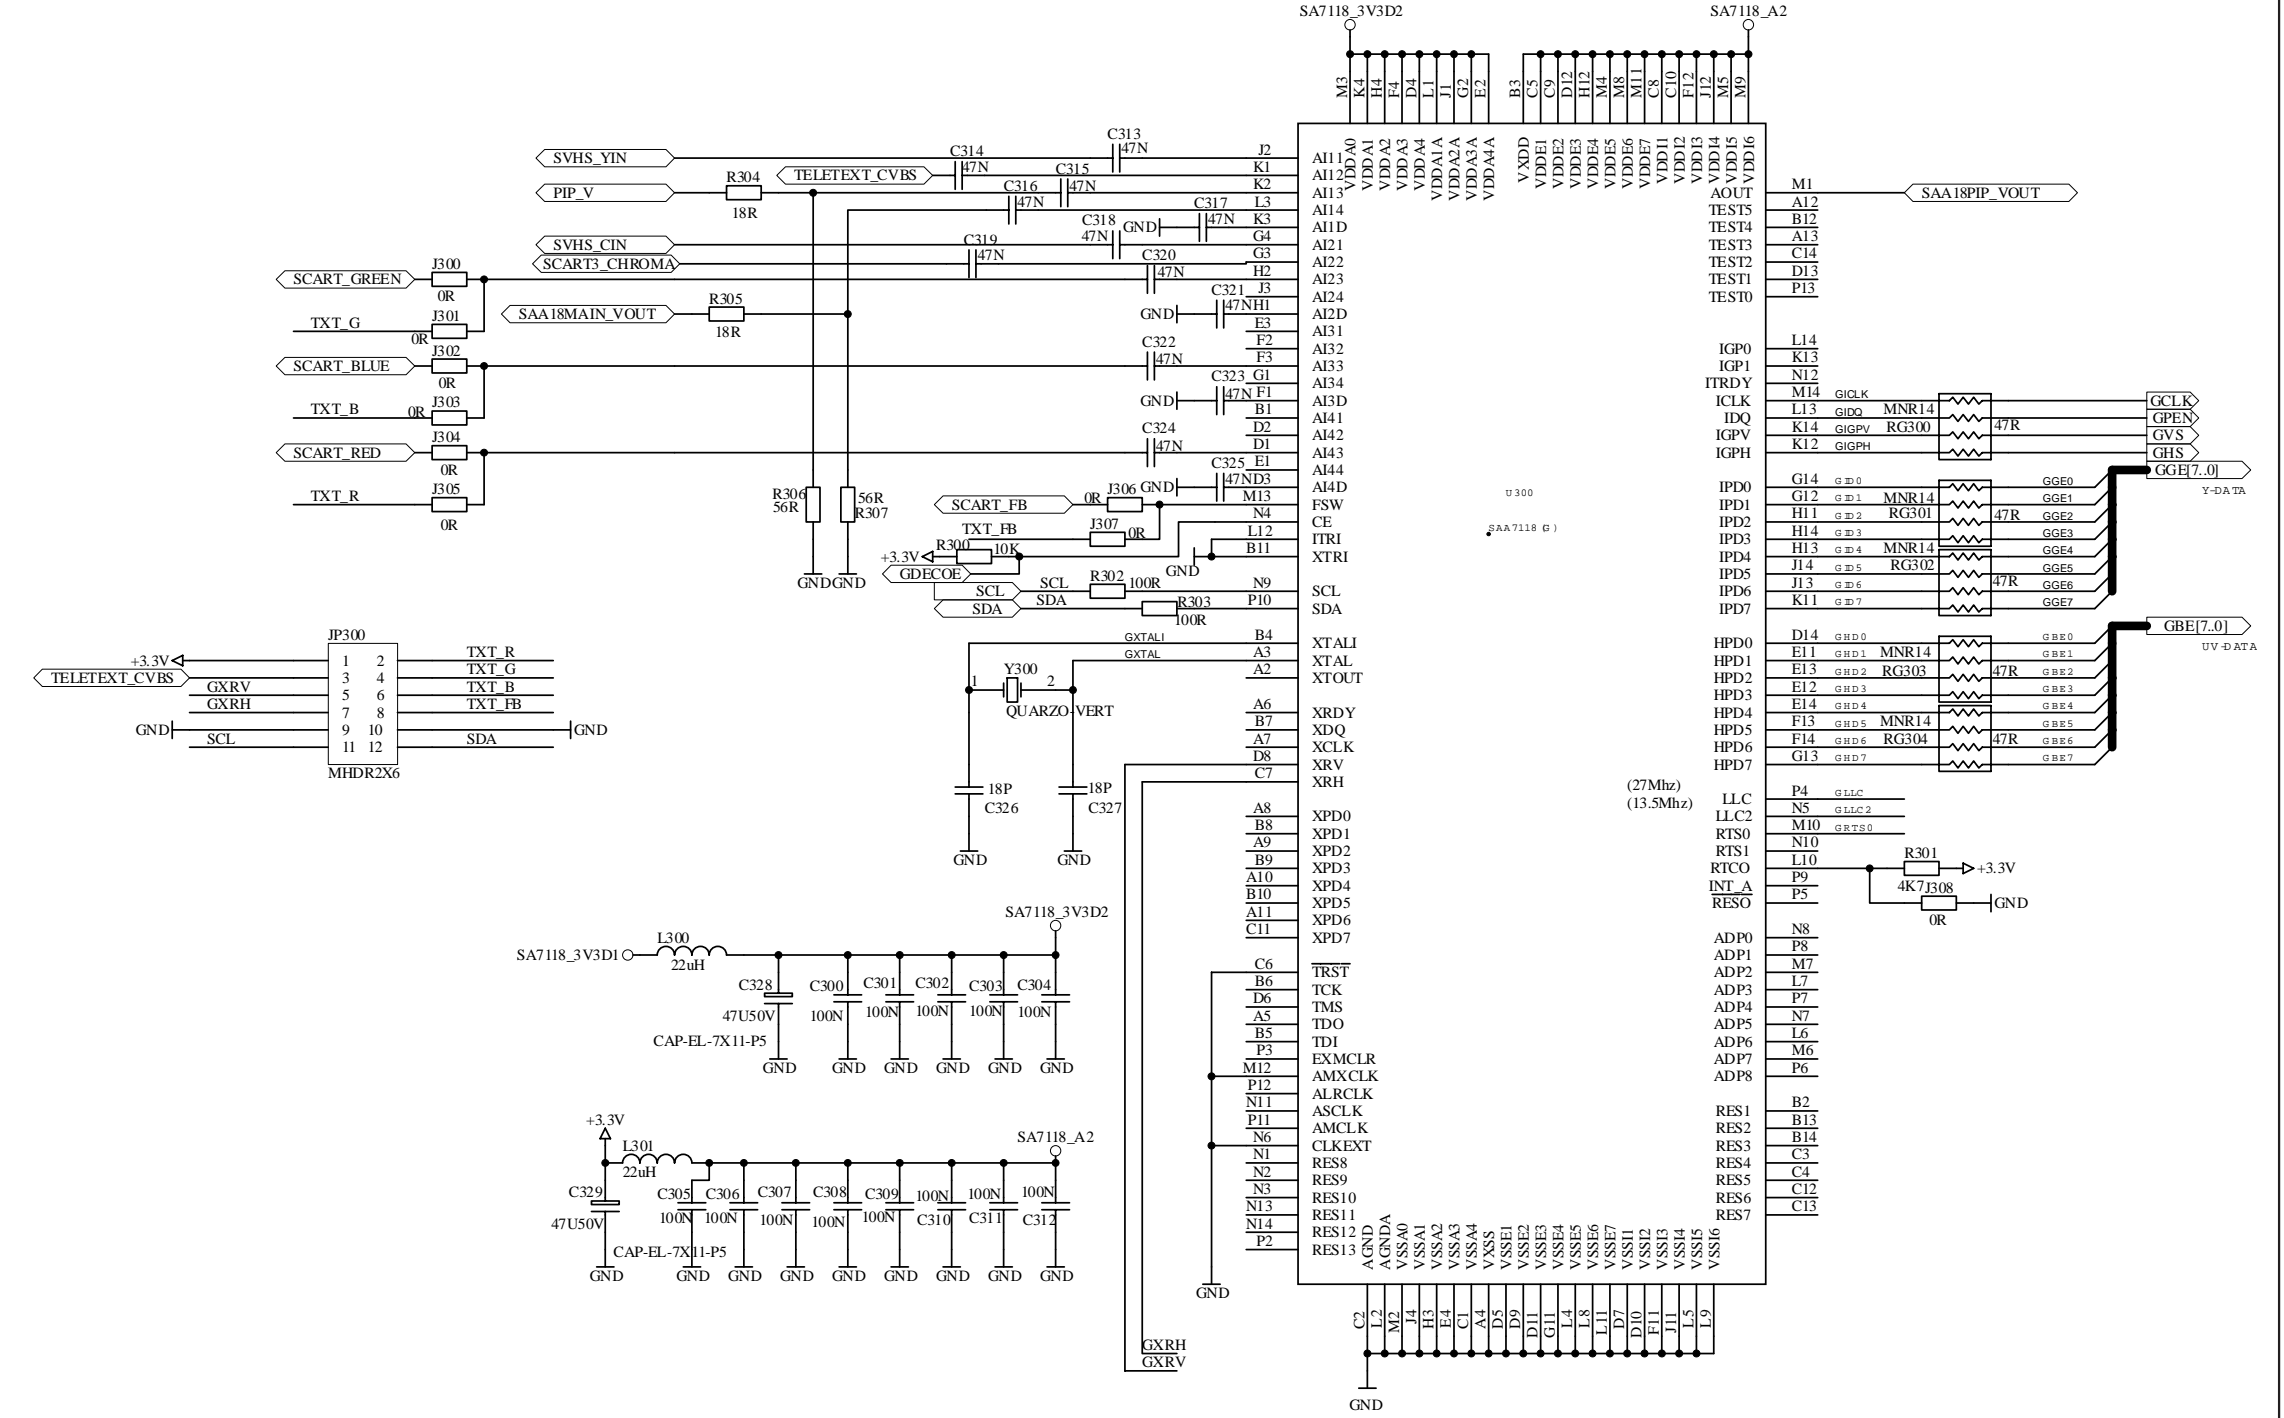 SA7118_3V3D2
SA7118_A2
M3 K4 H4 F4 D4 L1 J1 G2 E2
B3 C5 C9 D12 H12 M4 M8 M11 C8 C10 F12 J12 M5 M9
VDDA0 VDDA1 VDDA2 VDDA3 VDDA4 VDDA1A VDDA2A VDDA3A VDDA4A
VXDD VDDE1 VDDE2 VDDE3 VDDE4 VDDE5 VDDE6 VDDE7 VDDI1 VDDI2 VDDI3 VDDI4 VDDI5 VDDI6
SVHS_YIN
C313
47N
TELETEXT_CVBS
C314
47N
PIP_V
R304
18R
C315
47N
C316
47N
C317
47N
GND
SVHS_CIN
C318
47N
SCART3_CHROMA
C319
47N
SCART_GREEN
J300
0R
C320
47N
TXT_G
J301
0R
SAA18MAIN_VOUT
R305
18R
C321
47N
GND
SCART_BLUE
J302
0R
C322
47N
TXT_B
J303
0R
C323
47N
GND
SCART_RED
J304
0R
C324
47N
TXT_R
J305
0R
C325
47N
GND
R306
56R
56R
R307
GND
GND
SCART_FB
J306
0R
TXT_FB
J307
0R
+3.3V
R300
10K
GDECOE
GND
SCL
SCL
R302
100R
SDA
SDA
R303
100R
J2 AI11
K1 AI12
K2 AI13
L3 AI14
K3 AI1D
G4 AI21
G3 AI22
H2 AI23
J3 AI24
H1 AI2D
E3 AI31
F2 AI32
F3 AI33
G1 AI34
F1 AI3D
B1 AI41
D2 AI42
D1 AI43
E1 AI44
D3 AI4D
M13 FSW
N4 CE
L12 ITRI
B11 XTRI
N9 SCL
P10 SDA
GXTALI B4 XTALI
GXTAL A3 XTAL
A2 XTOUT
A6 XRDY
B7 XDQ
A7 XCLK
D8 XRV
C7 XRH
A8 XPD0
B8 XPD1
A9 XPD2
B9 XPD3
A10 XPD4
B10 XPD5
A11 XPD6
C11 XPD7
C6 TRST
B6 TCK
D6 TMS
A5 TDO
B5 TDI
P3 EXMCLR
M12 AMXCLK
P12 ALRCLK
N11 ASCLK
P11 AMCLK
N6 CLKEXT
N1 RES8
N2 RES9
N3 RES10
N13 RES11
N14 RES12
P2 RES13
GND
U300
SAA7118(G)
(27Mhz)
(13.5Mhz)
AOUT M1 SAA18PIP_VOUT
TEST5 A12
TEST4 B12
TEST3 A13
TEST2 C14
TEST1 D13
TEST0 P13
IGP0 L14
IGP1 K13
ITRDY N12
ICLK M14 GICLK GCLK
IDQ L13 GIDQ MNR14 GPEN
IGPV K14 GIGPV RG300 47R GVS
IGPH K12 GIGPH GHS
GGE[7..0]
Y-DATA
IPD0 G14 GID0 GGE0
IPD1 G12 GID1 MNR14 GGE1
IPD2 H11 GID2 RG301 47R GGE2
IPD3 H14 GID3 GGE3
IPD4 H13 GID4 MNR14 GGE4
IPD5 J14 GID5 RG302 GGE5
IPD6 J13 GID6 47R GGE6
IPD7 K11 GID7 GGE7
GBE[7..0]
UV-DATA
HPD0 D14 GHD0 GBE0
HPD1 E11 GHD1 MNR14 GBE1
HPD2 E13 GHD2 RG303 47R GBE2
HPD3 E12 GHD3 GBE3
HPD4 E14 GHD4 GBE4
HPD5 F13 GHD5 MNR14 GBE5
HPD6 F14 GHD6 RG304 47R GBE6
HPD7 G13 GHD7 GBE7
LLC P4 GLLC
LLC2 N5 GLLC2
RTS0 M10 GRTS0
RTS1 N10
RTCO L10
INT_A P9
RESO P5
R301
4K7
+3.3V
J308
0R
GND
ADP0 N8
ADP1 P8
ADP2 M7
ADP3 L7
ADP4 P7
ADP5 N7
ADP6 L6
ADP7 M6
ADP8 P6
RES1 B2
RES2 B13
RES3 B14
RES4 C3
RES5 C4
RES6 C12
RES7 C13
AGND AGNDA VSSA0 VSSA1 VSSA2 VSSA3 VSSA4 VXSS VSSE1 VSSE2 VSSE3 VSSE4 VSSE5 VSSE6 VSSE7 VSSI1 VSSI2 VSSI3 VSSI4 VSSI5 VSSI6
C2 L2 M2 J4 H3 E4 C1 A4 D5 D9 D11 G11 L4 L8 L11 D7 D10 F11 J11 L5 L9
GND
JP300
+3.3V 1 2 TXT_R
TELETEXT_CVBS 3 4 TXT_G
GXRV 5 6 TXT_B
GXRH 7 8 TXT_FB
GND 9 10 GND
SCL 11 12 SDA
MHDR2X6
Y300
1 2
QUARZO-VERT
18P
C326
18P
C327
GND
GND
GXRH
GXRV
SA7118_3V3D1
L300
22uH
SA7118_3V3D2
C328
47U50V
CAP-EL-7X11-P5
C300 C301 C302 C303 C304
100N 100N 100N 100N 100N
GND GND GND GND GND GND
+3.3V
L301
22uH
SA7118_A2
C329
47U50V
CAP-EL-7X11-P5
C305 C306 C307 C308 C309 100N 100N 100N
100N 100N 100N 100N 100N C310 C311 C312
GND GND GND GND GND GND GND GND GND